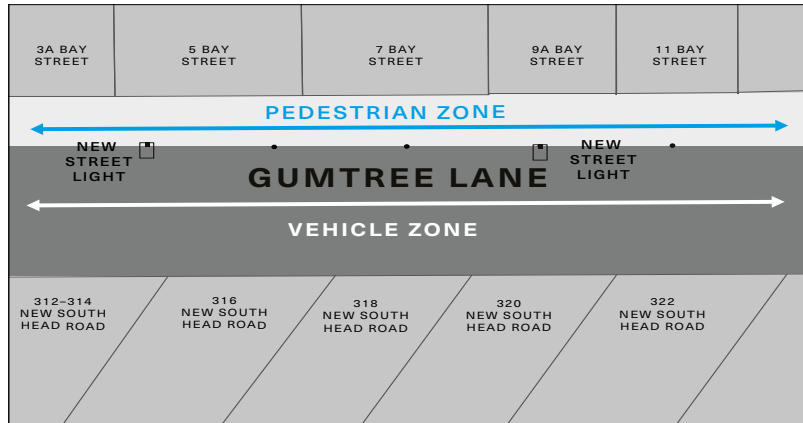 3A BAY
STREET
5 BAY
STREET
7 BAY
STREET
9A BAY
STREET
11 BAY
STREET
PEDESTRIAN ZONE
NEW
STREET
LIGHT
NEW
STREET
LIGHT
GUMTREE LANE
VEHICLE ZONE
312–314
NEW SOUTH
HEAD ROAD
316
NEW SOUTH
HEAD ROAD
318
NEW SOUTH
HEAD ROAD
320
NEW SOUTH
HEAD ROAD
322
NEW SOUTH
HEAD ROAD